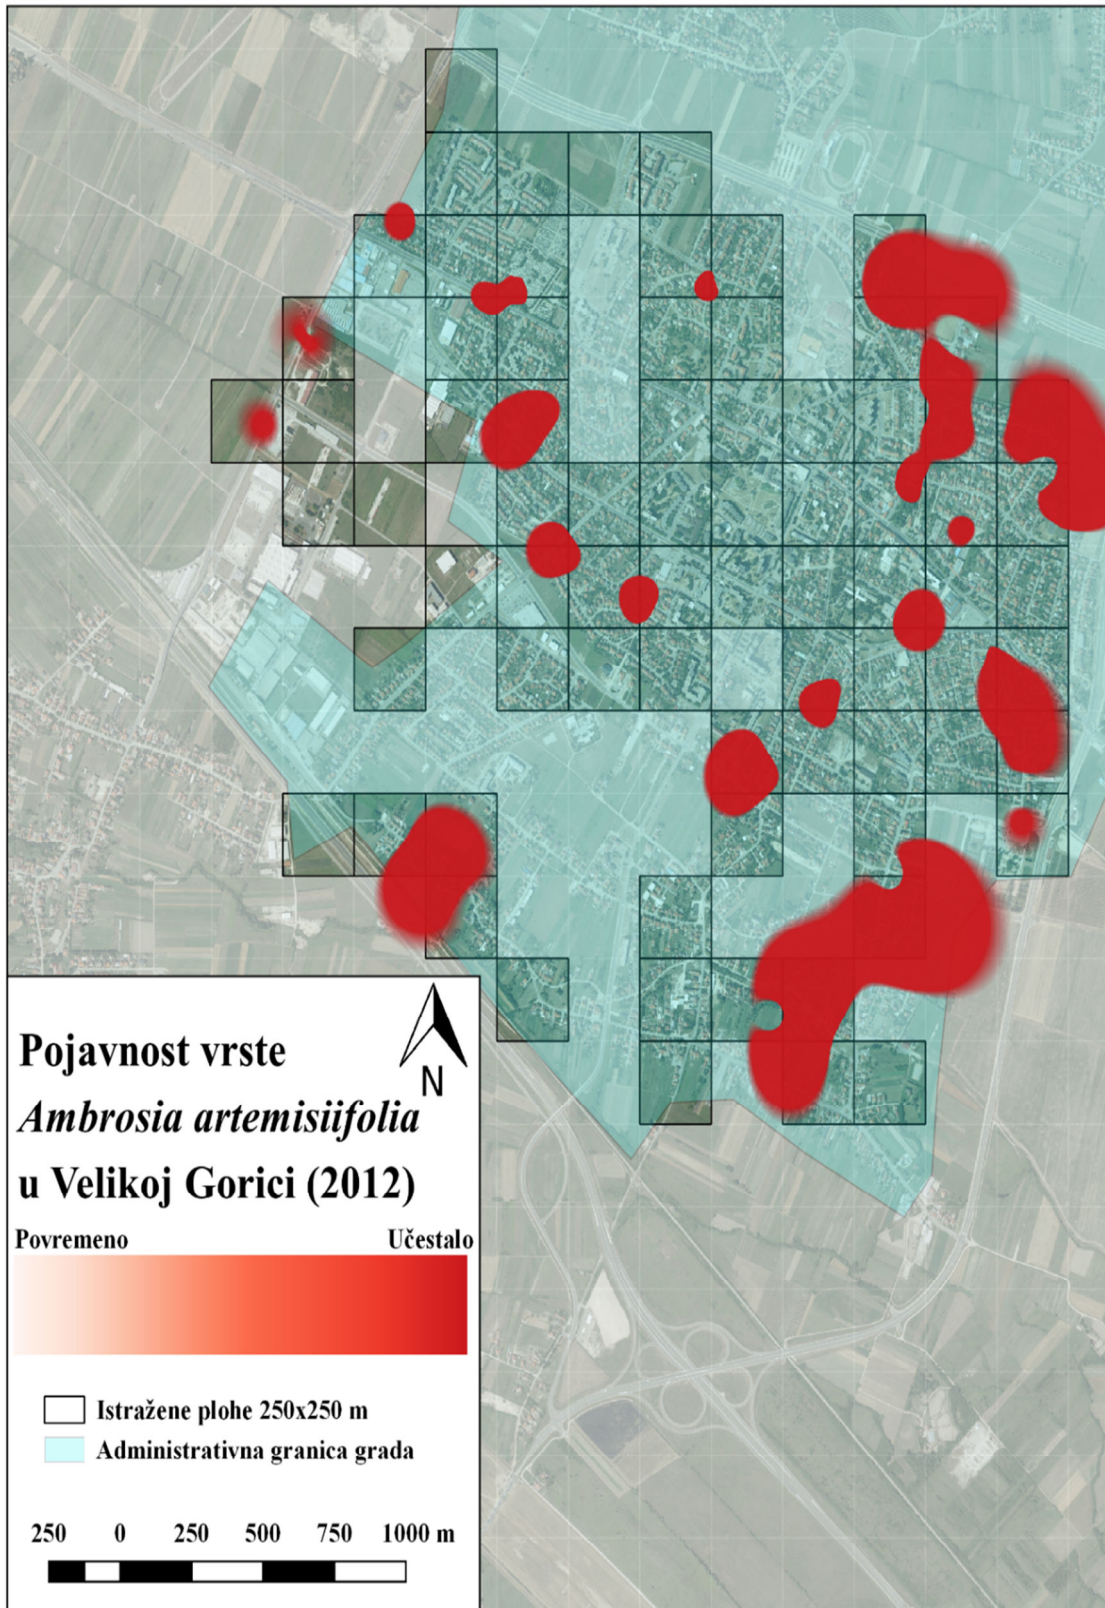 N
Pojavnost vrste
Ambrosia artemisiifolia
u Velikoj Gorici (2012)
Povremeno Učestalo
Istražene plohe 250x250 m
Administrativna granica grada
250 0 250 500 750 1000 m